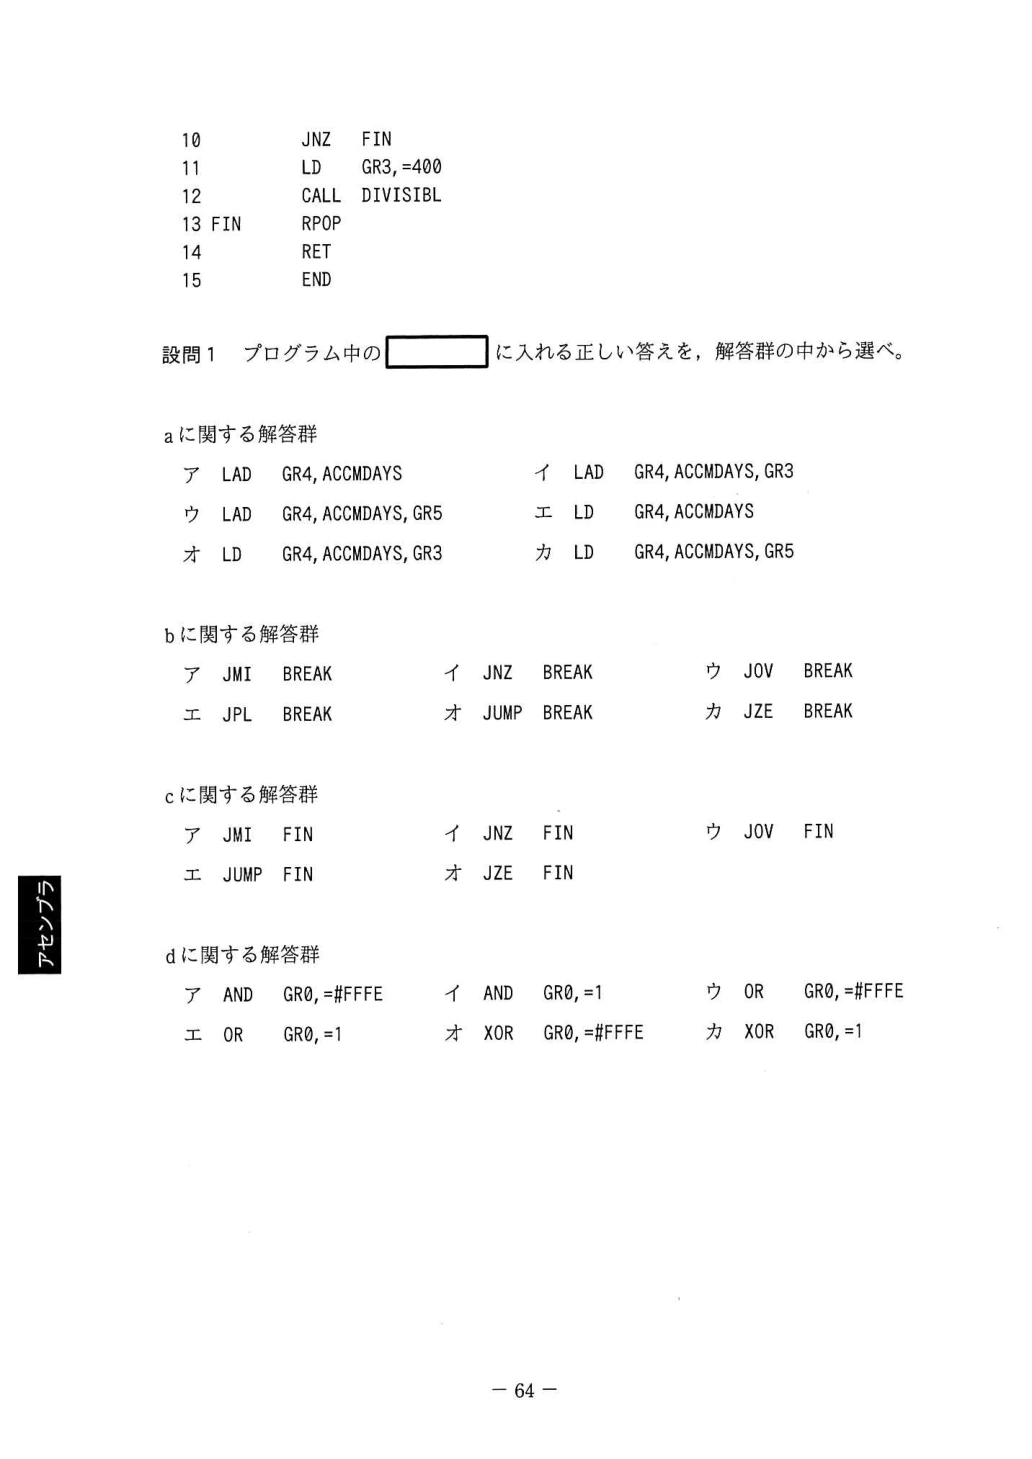 10 JNZ FIN
11 LD GR3,=400
12 CALL DIVISIBL
13 FIN RPOP
14 RET
15 END
設問1 プログラム中の に入れる正しい答えを，解答群の中から選べ。
aに関する解答群
ア LAD GR4,ACCMDAYS イ LAD GR4,ACCMDAYS,GR3
ウ LAD GR4,ACCMDAYS,GR5 エ LD GR4,ACCMDAYS
オ LD GR4,ACCMDAYS,GR3 カ LD GR4,ACCMDAYS,GR5
bに関する解答群
ア JMI BREAK イ JNZ BREAK ウ JOV BREAK
エ JPL BREAK オ JUMP BREAK カ JZE BREAK
cに関する解答群
ア JMI FIN イ JNZ FIN ウ JOV FIN
エ JUMP FIN オ JZE FIN
アセンブラ
dに関する解答群
ア AND GR0,=#FFFE イ AND GR0,=1 ウ OR GR0,=#FFFE
エ OR GR0,=1 オ XOR GR0,=#FFFE カ XOR GR0,=1
－ 64 －